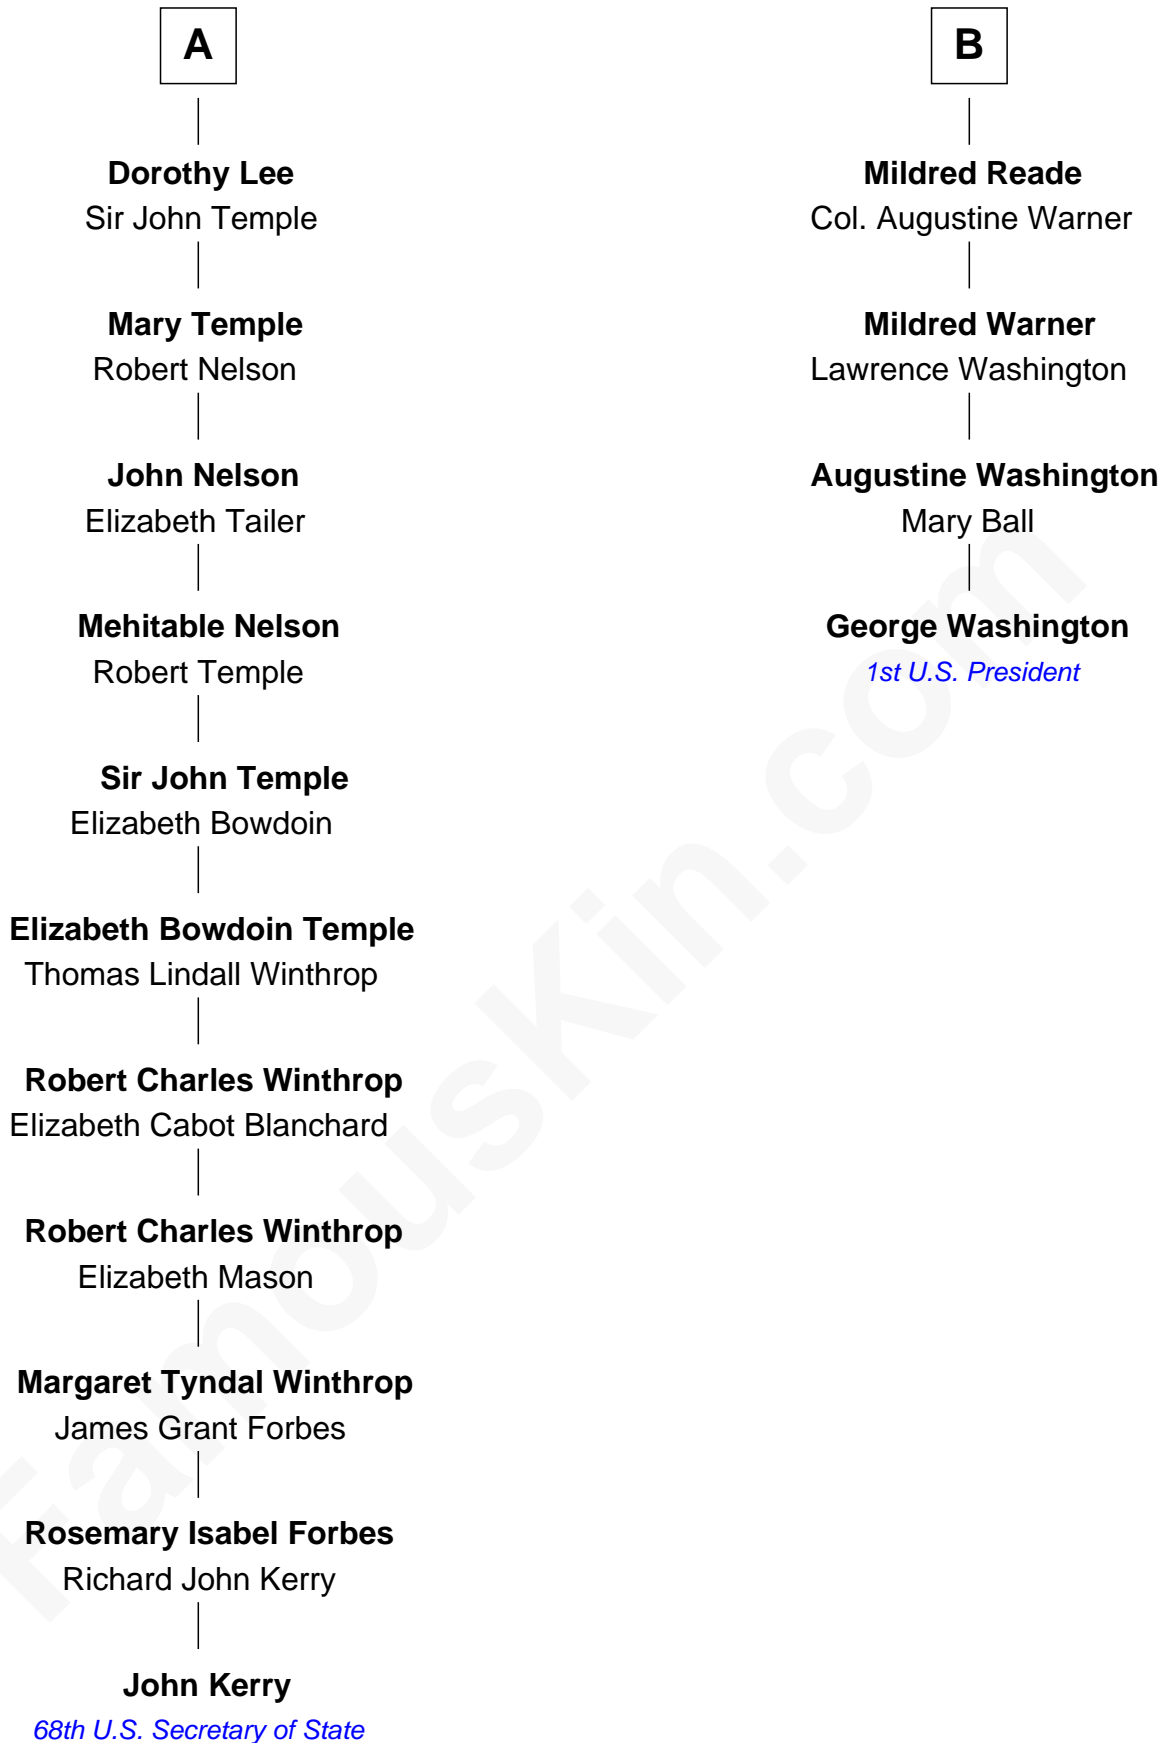 A
Dorothy Lee
Sir John Temple
Mary Temple
Robert Nelson
John Nelson
Elizabeth Tailer
Mehitable Nelson
Robert Temple
Sir John Temple
Elizabeth Bowdoin
Elizabeth Bowdoin Temple
Thomas Lindall Winthrop
Robert Charles Winthrop
Elizabeth Cabot Blanchard
Robert Charles Winthrop
Elizabeth Mason
Margaret Tyndal Winthrop
James Grant Forbes
Rosemary Isabel Forbes
Richard John Kerry
John Kerry
68th U.S. Secretary of State
B
Mildred Reade
Col. Augustine Warner
Mildred Warner
Lawrence Washington
Augustine Washington
Mary Ball
George Washington
1st U.S. President
FamousKin.com